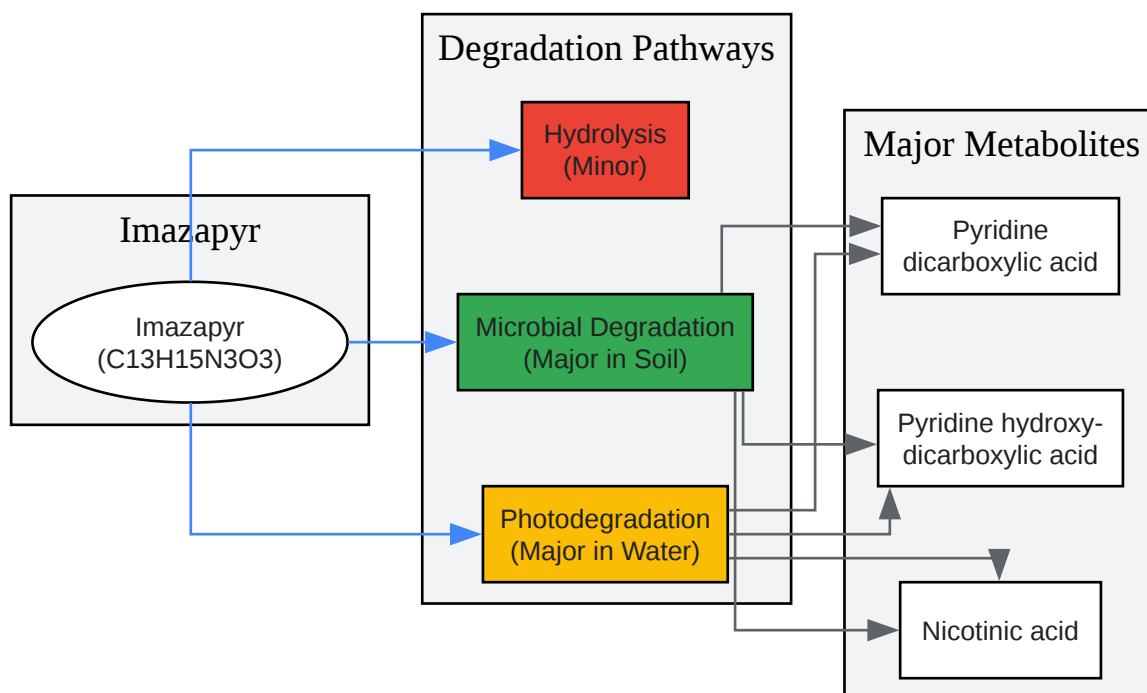 Degradation Pathways
Hydrolysis
(Minor)
Major Metabolites
Imazapyr
Pyridine
dicarboxylic acid
Imazapyr
(C13H15N3O3)
Microbial Degradation
(Major in Soil)
Pyridine hydroxy-
dicarboxylic acid
Photodegradation
(Major in Water)
Nicotinic acid